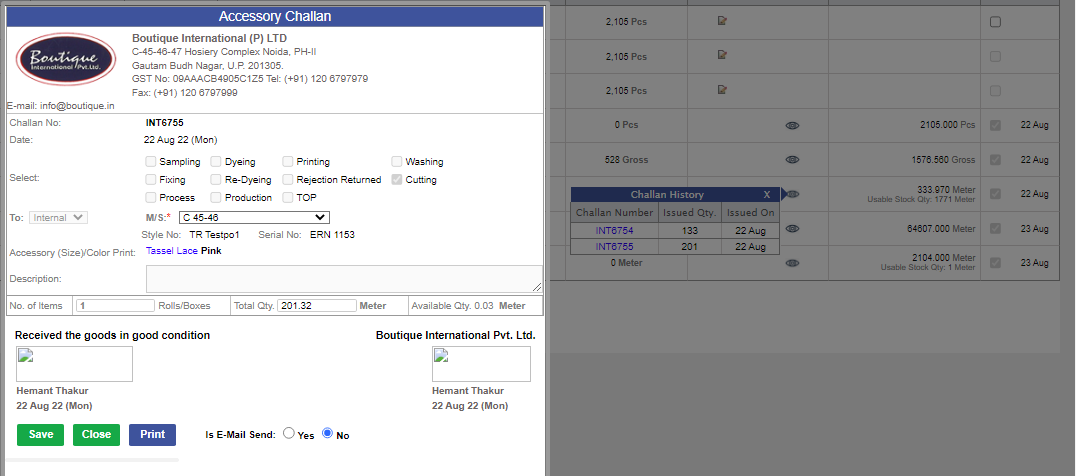 Accessory Challan
Boutique
International Pvt.Ltd.
Boutique International (P) LTD
C-45-46-47 Hosiery Complex Noida, PH-II
Gautam Budh Nagar, U.P. 201305.
GST No: 09AAACB4905C1Z5 Tel: (+91) 120 6797979
Fax: (+91) 120 6797999
E-mail: info@boutique.in
Challan No: INT6755
Date: 22 Aug 22 (Mon)
Select:
Sampling Dyeing Printing Washing
Fixing Re-Dyeing Rejection Returned Cutting
Process Production TOP
To: Internal M/S:* C 45-46
Style No: TR Testpo1 Serial No: ERN 1153
Accessory (Size)/Color Print: Tassel Lace Pink
Description:
No. of Items 1 Rolls/Boxes Total Qty. 201.32 Meter Available Qty. 0.03 Meter
Received the goods in good condition Boutique International Pvt. Ltd.
Hemant Thakur Hemant Thakur
22 Aug 22 (Mon) 22 Aug 22 (Mon)
Save Close Print Is E-Mail Send: Yes No
2,105 Pcs
2,105 Pcs
2,105 Pcs
0 Pcs 2105.000 Pcs 22 Aug
528 Gross 1576.560 Gross 22 Aug
333.970 Meter 22 Aug
Usable Stock Qty: 1771 Meter
64607.000 Meter 23 Aug
0 Meter 2104.000 Meter 23 Aug
Usable Stock Qty: 1 Meter
Challan History X
Challan Number Issued Qty. Issued On
INT6754 133 22 Aug
INT6755 201 22 Aug